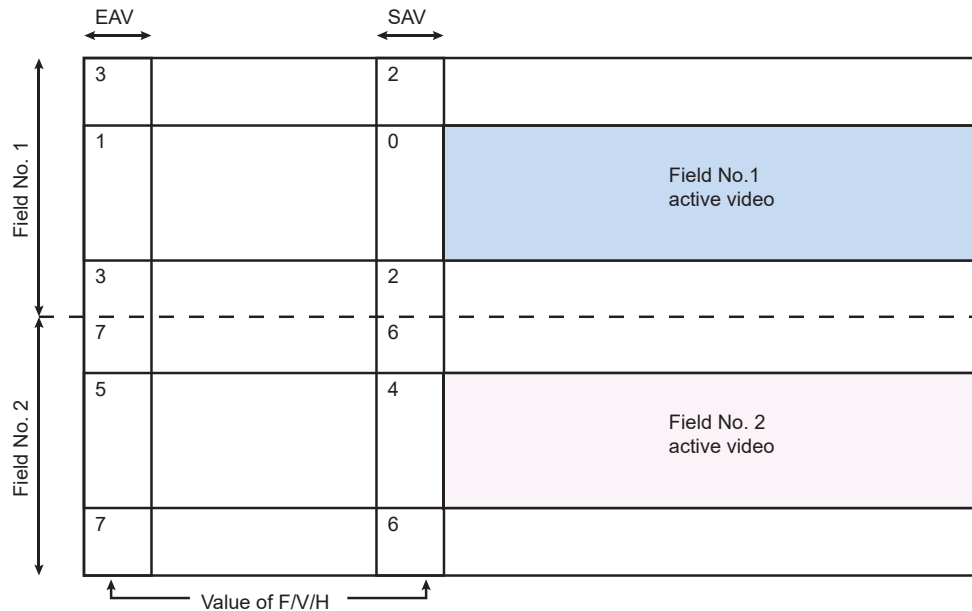 EAV
SAV
Field No. 1
3
2
1
0
Field No.1
active video
3
2
Field No. 2
7
6
5
4
Field No. 2
active video
7
6
Value of F/V/H